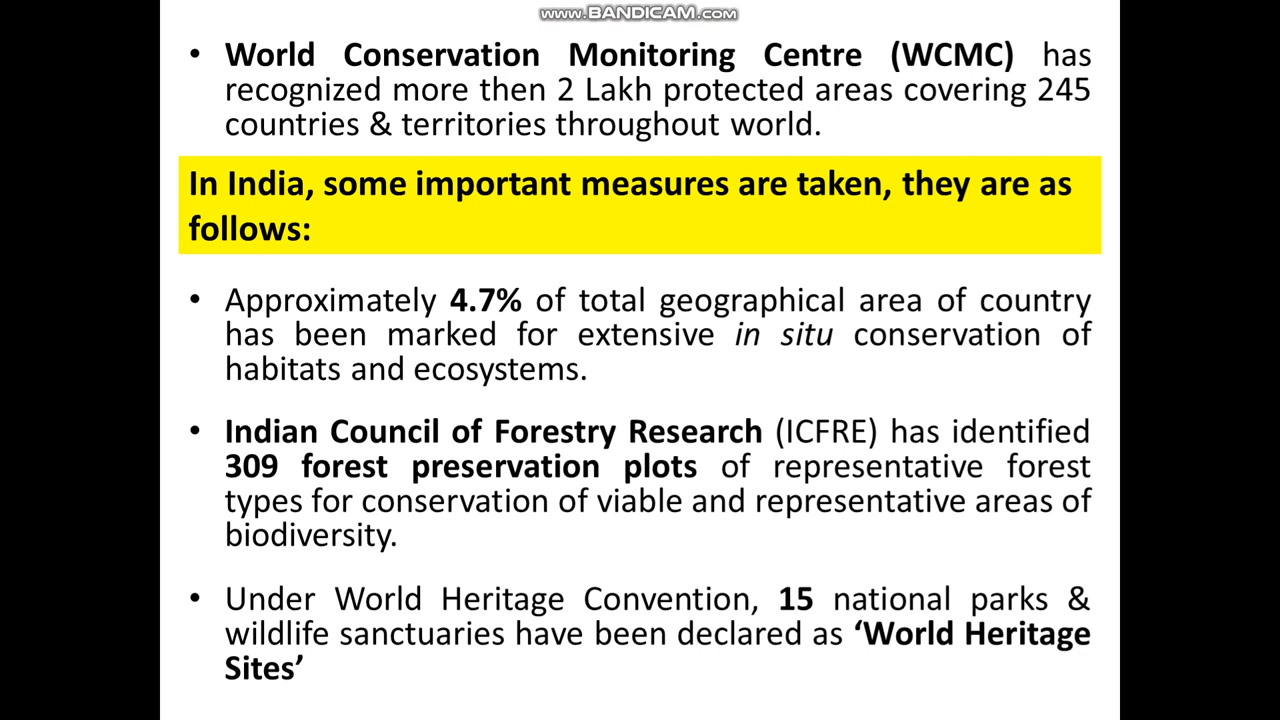 www.BANDICAM.com
• World Conservation Monitoring Centre (WCMC) has
recognized more then 2 Lakh protected areas covering 245
countries & territories throughout world.
In India, some important measures are taken, they are as
follows:
• Approximately 4.7% of total geographical area of country
has been marked for extensive in situ conservation of
habitats and ecosystems.
• Indian Council of Forestry Research (ICFRE) has identified
309 forest preservation plots of representative forest
types for conservation of viable and representative areas of
biodiversity.
• Under World Heritage Convention, 15 national parks &
wildlife sanctuaries have been declared as ‘World Heritage
Sites’